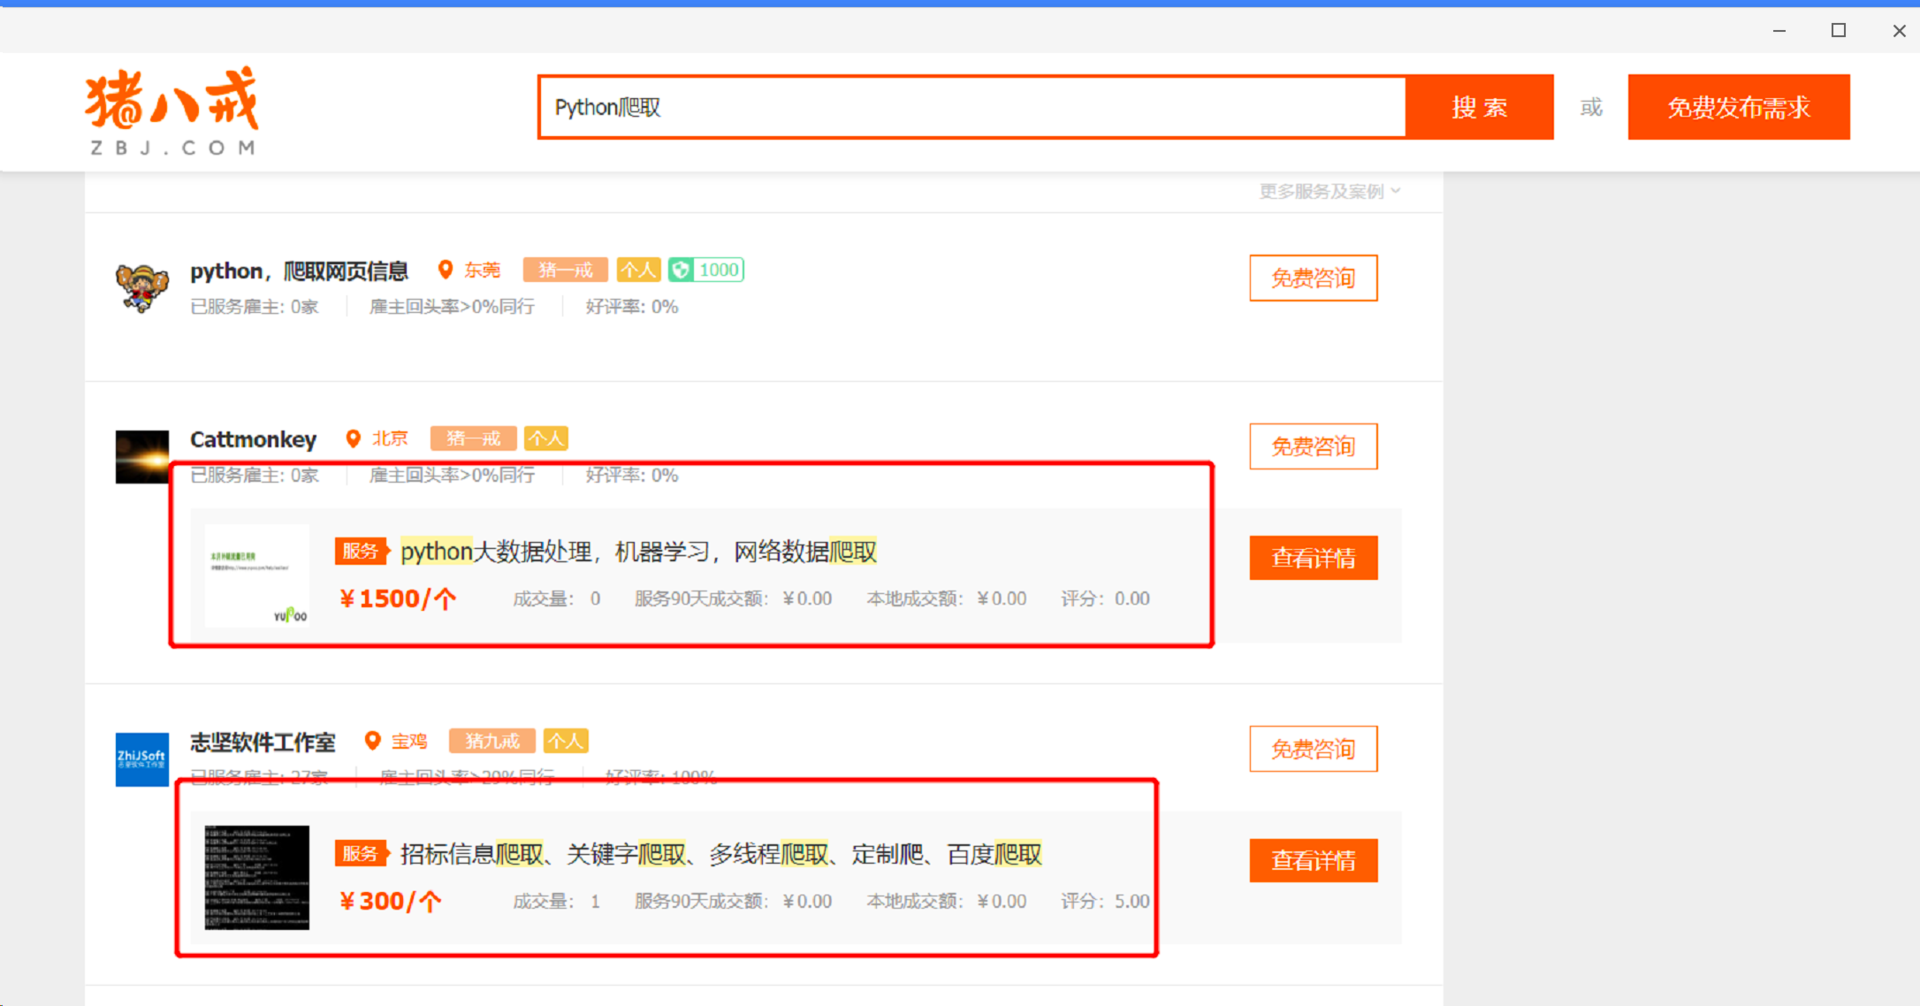 猪八戒
ZBJ.COM
Python爬取
搜 索
或
免费发布需求
更多服务及案例
python，爬取网页信息
东莞
猪一戒
个人
1000
免费咨询
已服务雇主: 0家
雇主回头率>0%同行
好评率: 0%
Cattmonkey
北京
猪一戒
个人
免费咨询
已服务雇主: 0家
雇主回头率>0%同行
好评率: 0%
服务
python大数据处理，机器学习，网络数据爬取
查看详情
¥1500/个
成交量： 0
服务90天成交额：¥0.00
本地成交额：¥0.00
评分：0.00
志坚软件工作室
宝鸡
猪九戒
个人
免费咨询
ZhiJSoft
已服务雇主: 27家
雇主回头率>29%同行
好评率: 100%
服务
招标信息爬取、关键字爬取、多线程爬取、定制爬、百度爬取
查看详情
¥300/个
成交量： 1
服务90天成交额：¥0.00
本地成交额：¥0.00
评分：5.00